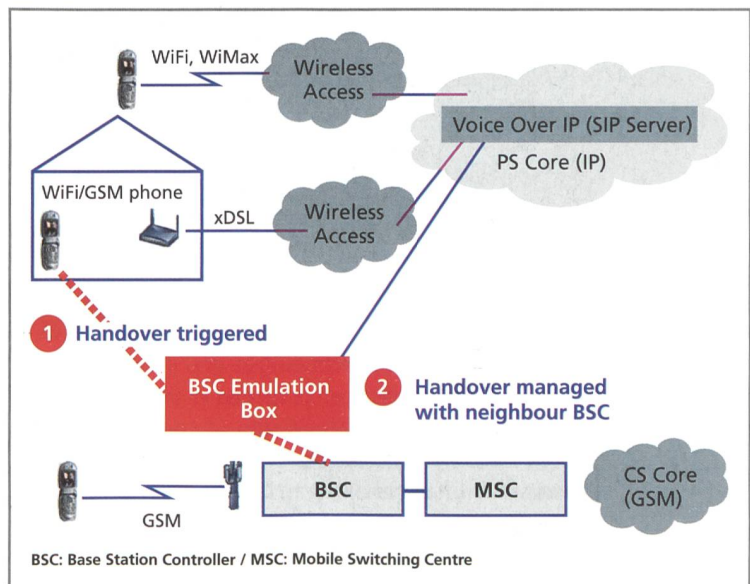 WiFi, WiMax
Wireless
Access
Voice Over IP (SIP Server)
PS Core (IP)
WiFi/GSM phone
xDSL
Wireless
Access
1 Handover triggered
BSC Emulation
Box
2 Handover managed
with neighbour BSC
BSC
MSC
CS Core
(GSM)
GSM
BSC: Base Station Controller / MSC: Mobile Switching Centre